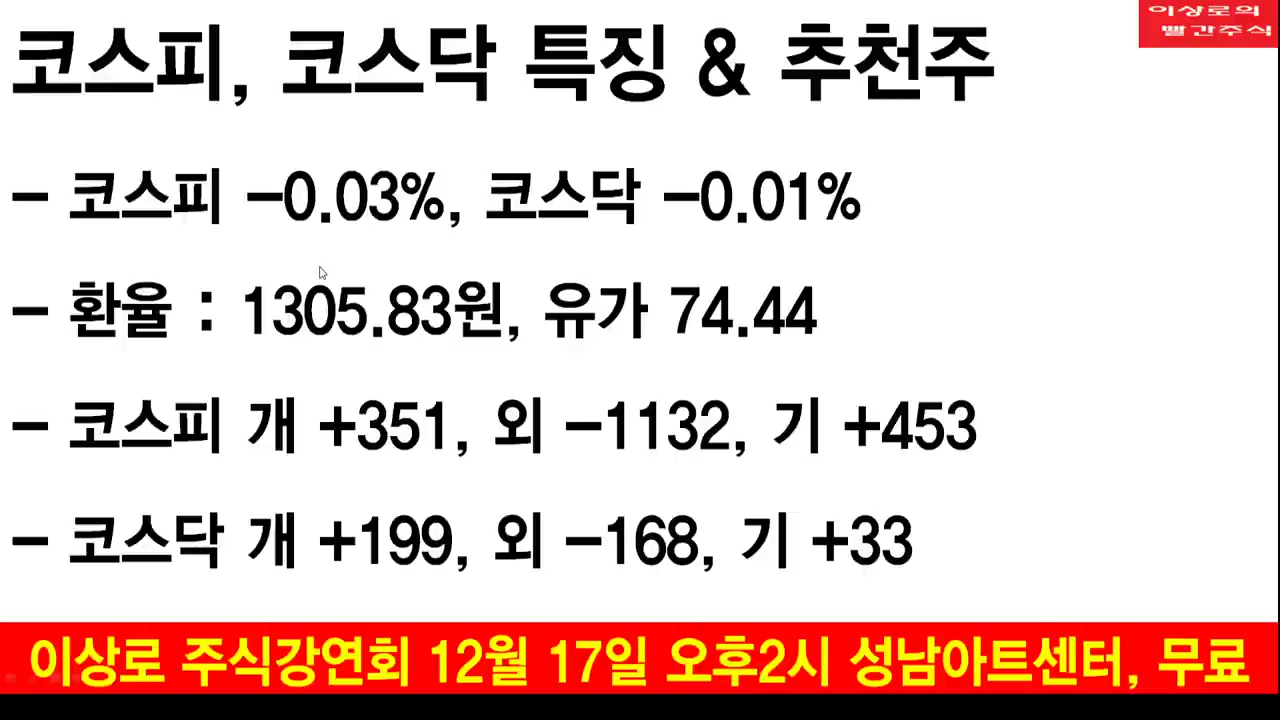 이상로의
빨간주식
코스피, 코스닥 특징 & 추천주
- 코스피 -0.03%, 코스닥 -0.01%
- 환율 : 1305.83원, 유가 74.44
- 코스피 개 +351, 외 -1132, 기 +453
- 코스닥 개 +199, 외 -168, 기 +33
이상로 주식강연회 12월 17일 오후2시 성남아트센터, 무료